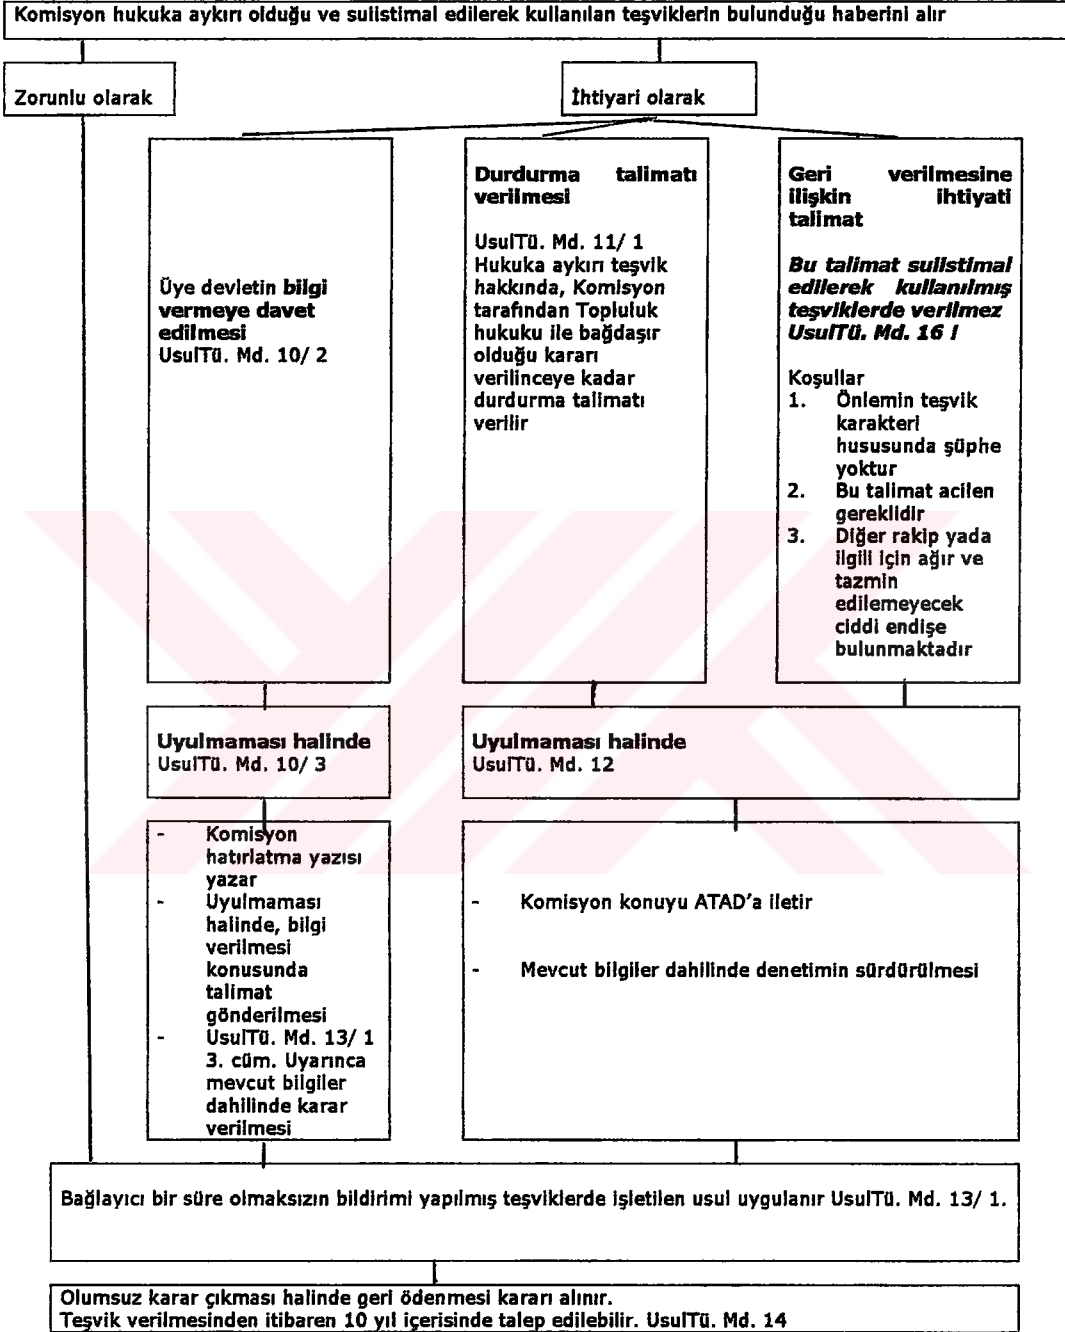 Komisyon hukuka aykırı olduğu ve suiistimal edilerek kullanılan teşviklerin bulunduğu haberini alır
Zorunlu olarak
İhtiyari olarak
Üye devletin bilgi
vermeye davet
edilmesi
UsulTü. Md. 10/ 2
Durdurma talimatı
verilmesi
UsulTü. Md. 11/ 1
Hukuka aykırı teşvik
hakkında, Komisyon
tarafından Topluluk
hukuku ile bağdaşır
olduğu kararı
verilinceye kadar
durdurma talimatı
verilir
Geri verilmesine
ilişkin ihtiyati
talimat
Bu talimat suiistimal
edilerek kullanılmış
teşviklerde verilmez
UsulTü. Md. 16 I
Koşullar
1. Önlemin teşvik
karakteri
hususunda şüphe
yoktur
2. Bu talimat acilen
gereklidir
3. Diğer rakip yada
ilgili için ağır ve
tazmin
edilemeyecek
ciddi endişe
bulunmaktadır
Uyulmaması halinde
UsulTü. Md. 10/ 3
Uyulmaması halinde
UsulTü. Md. 12
- Komisyon
hatırlatma yazısı
yazar
- Uyulmaması
halinde, bilgi
verilmesi
konusunda
talimat
gönderilmesi
- UsulTü. Md. 13/ 1
3. cüm. Uyarınca
mevcut bilgiler
dahilinde karar
verilmesi
- Komisyon konuyu ATAD'a iletir
- Mevcut bilgiler dahilinde denetimin sürdürülmesi
Bağlayıcı bir süre olmaksızın bildirimi yapılmış teşviklerde işletilen usul uygulanır UsulTü. Md. 13/ 1.
Olumsuz karar çıkması halinde geri ödenmesi kararı alınır.
Teşvik verilmesinden itibaren 10 yıl içerisinde talep edilebilir. UsulTü. Md. 14